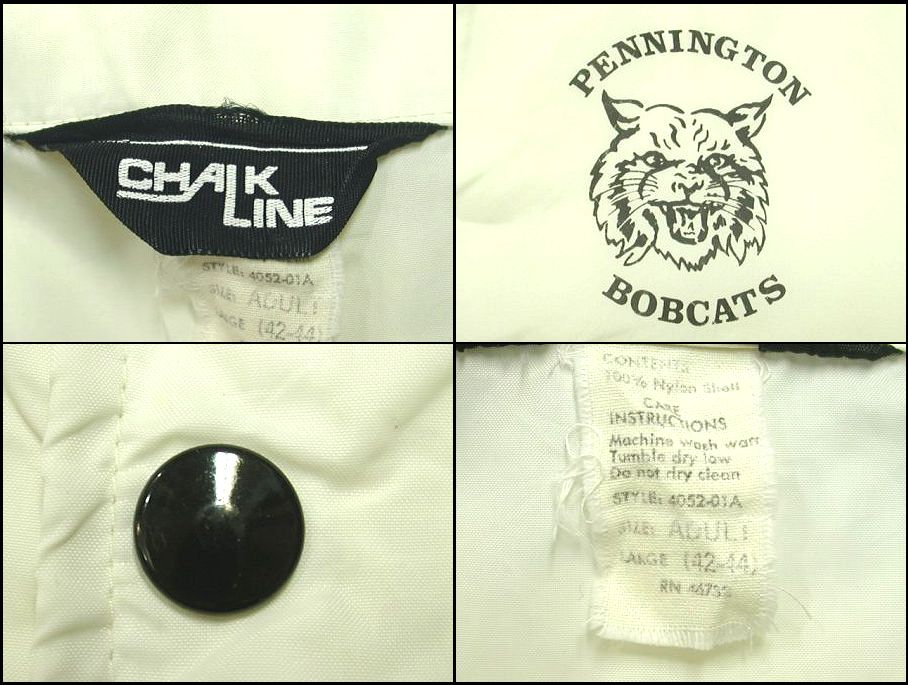 CHALK
LINE
STYLE: 4052-01A
SIZE: ADULT
LARGE (42-44)
PENNINGTON
BOBCATS
CONTENTS
100% Nylon Shell
CARE
INSTRUCTIONS
Machine wash warm
Tumble dry low
Do not dry clean
STYLE: 4052-01A
SIZE: ADULT
LARGE (42-44)
RN